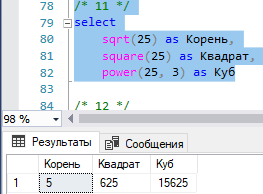 78 /* 11 */
79 select
80 sqrt(25) as Корень,
81 square(25) as Квадрат,
82 power(25, 3) as Куб
83
84 /* 12 */
98 %
Результаты Сообщения
Корень Квадрат Куб
1 5 625 15625